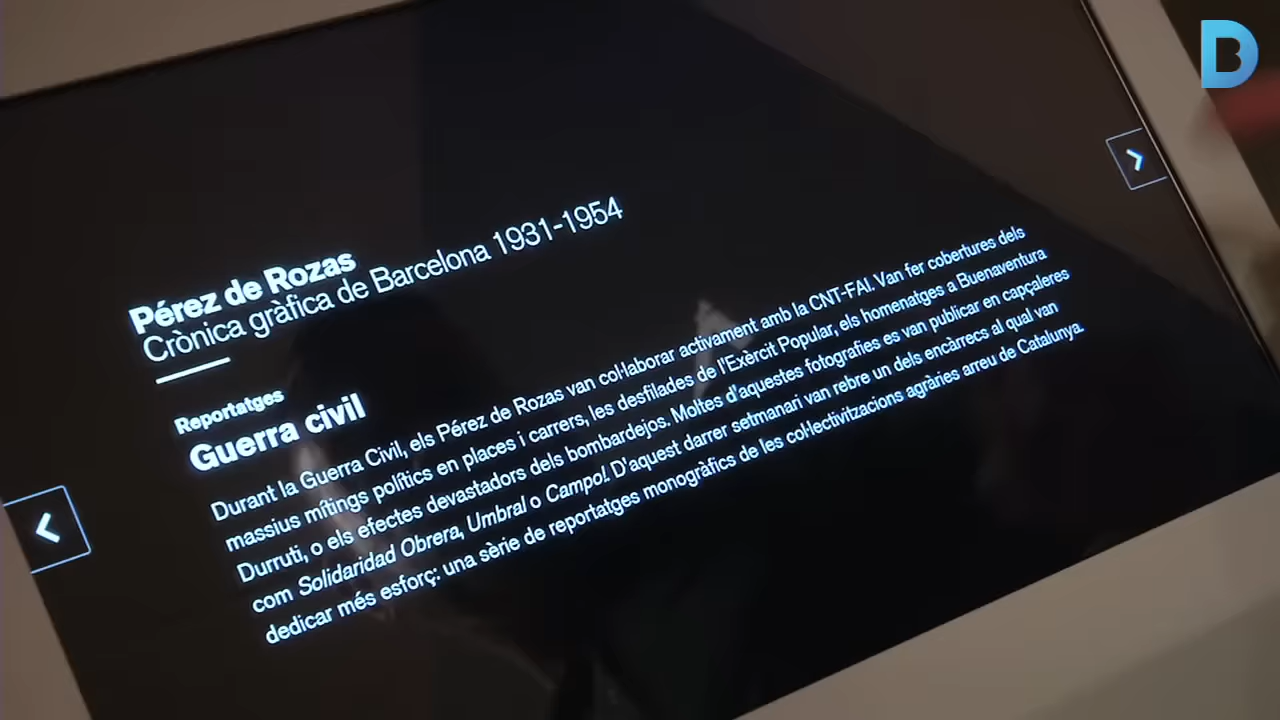 Pérez de Rozas
Crònica gràfica de Barcelona 1931-1954
Reportatges
Guerra civil
Durant la Guerra Civil, els Pérez de Rozas van col·laborar activament amb la CNT-FAI. Van fer cobertures dels
massius mítings polítics en places i carrers, les desfilades de l'Exèrcit Popular, els homenatges a Buenaventura
Durruti, o els efectes devastadors dels bombardejos. Moltes d'aquestes fotografies es van publicar en capçaleres
com Solidaridad Obrera, Umbral o Campo. D'aquest darrer setmanari van rebre un dels encàrrecs al qual van
dedicar més esforç: una sèrie de reportatges monogràfics de les col·lectivitzacions agràries arreu de Catalunya.